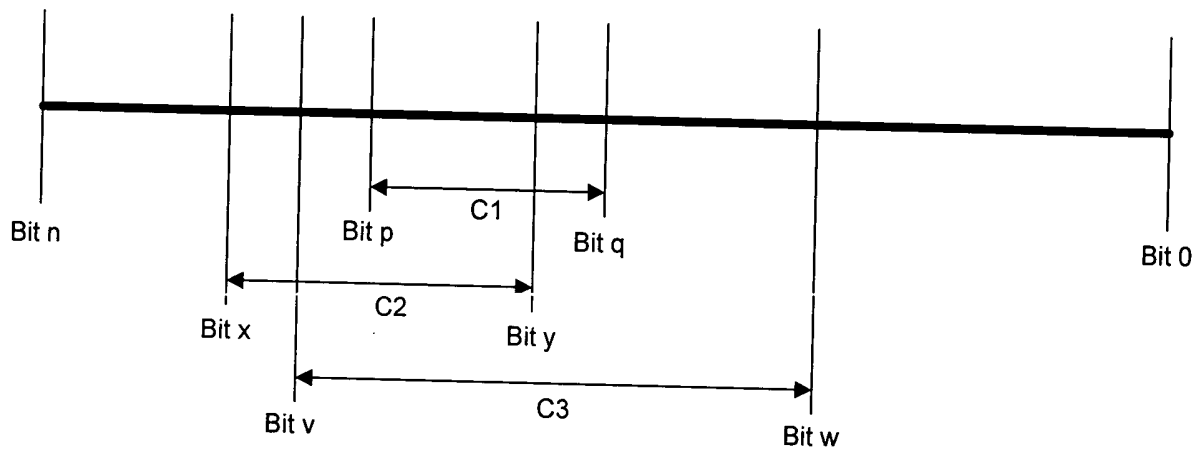 C1
Bit n
Bit p
Bit q
Bit 0
C2
Bit x
Bit y
C3
Bit v
Bit w